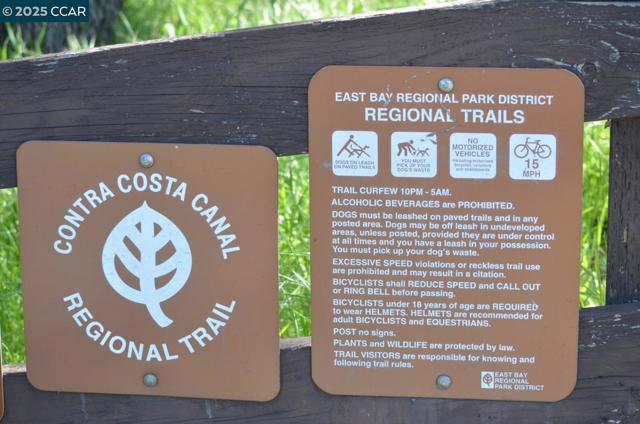 © 2025 CCAR
CONTRA COSTA CANAL
REGIONAL TRAIL
EAST BAY REGIONAL PARK DISTRICT
REGIONAL TRAILS
DOGS ON LEASH
ON PAVED TRAILS
YOU MUST
PICK UP YOUR
DOG'S WASTE
NO
MOTORIZED
VEHICLES
including motorized
bicycles, scooters
and skateboards
15
MPH
TRAIL CURFEW 10PM - 5AM.
ALCOHOLIC BEVERAGES are PROHIBITED.
DOGS must be leashed on paved trails and in any
posted area. Dogs may be off leash in undeveloped
areas, unless posted, provided they are under control
at all times and you have a leash in your possession.
You must pick up your dog's waste.
EXCESSIVE SPEED violations or reckless trail use
are prohibited and may result in a citation.
BICYCLISTS shall REDUCE SPEED and CALL OUT
or RING BELL before passing.
BICYCLISTS under 18 years of age are REQUIRED
to wear HELMETS. HELMETS are recommended for
adult BICYCLISTS and EQUESTRIANS.
POST no signs.
PLANTS and WILDLIFE are protected by law.
TRAIL VISITORS are responsible for knowing and
following trail rules.
EAST BAY
REGIONAL
PARK DISTRICT